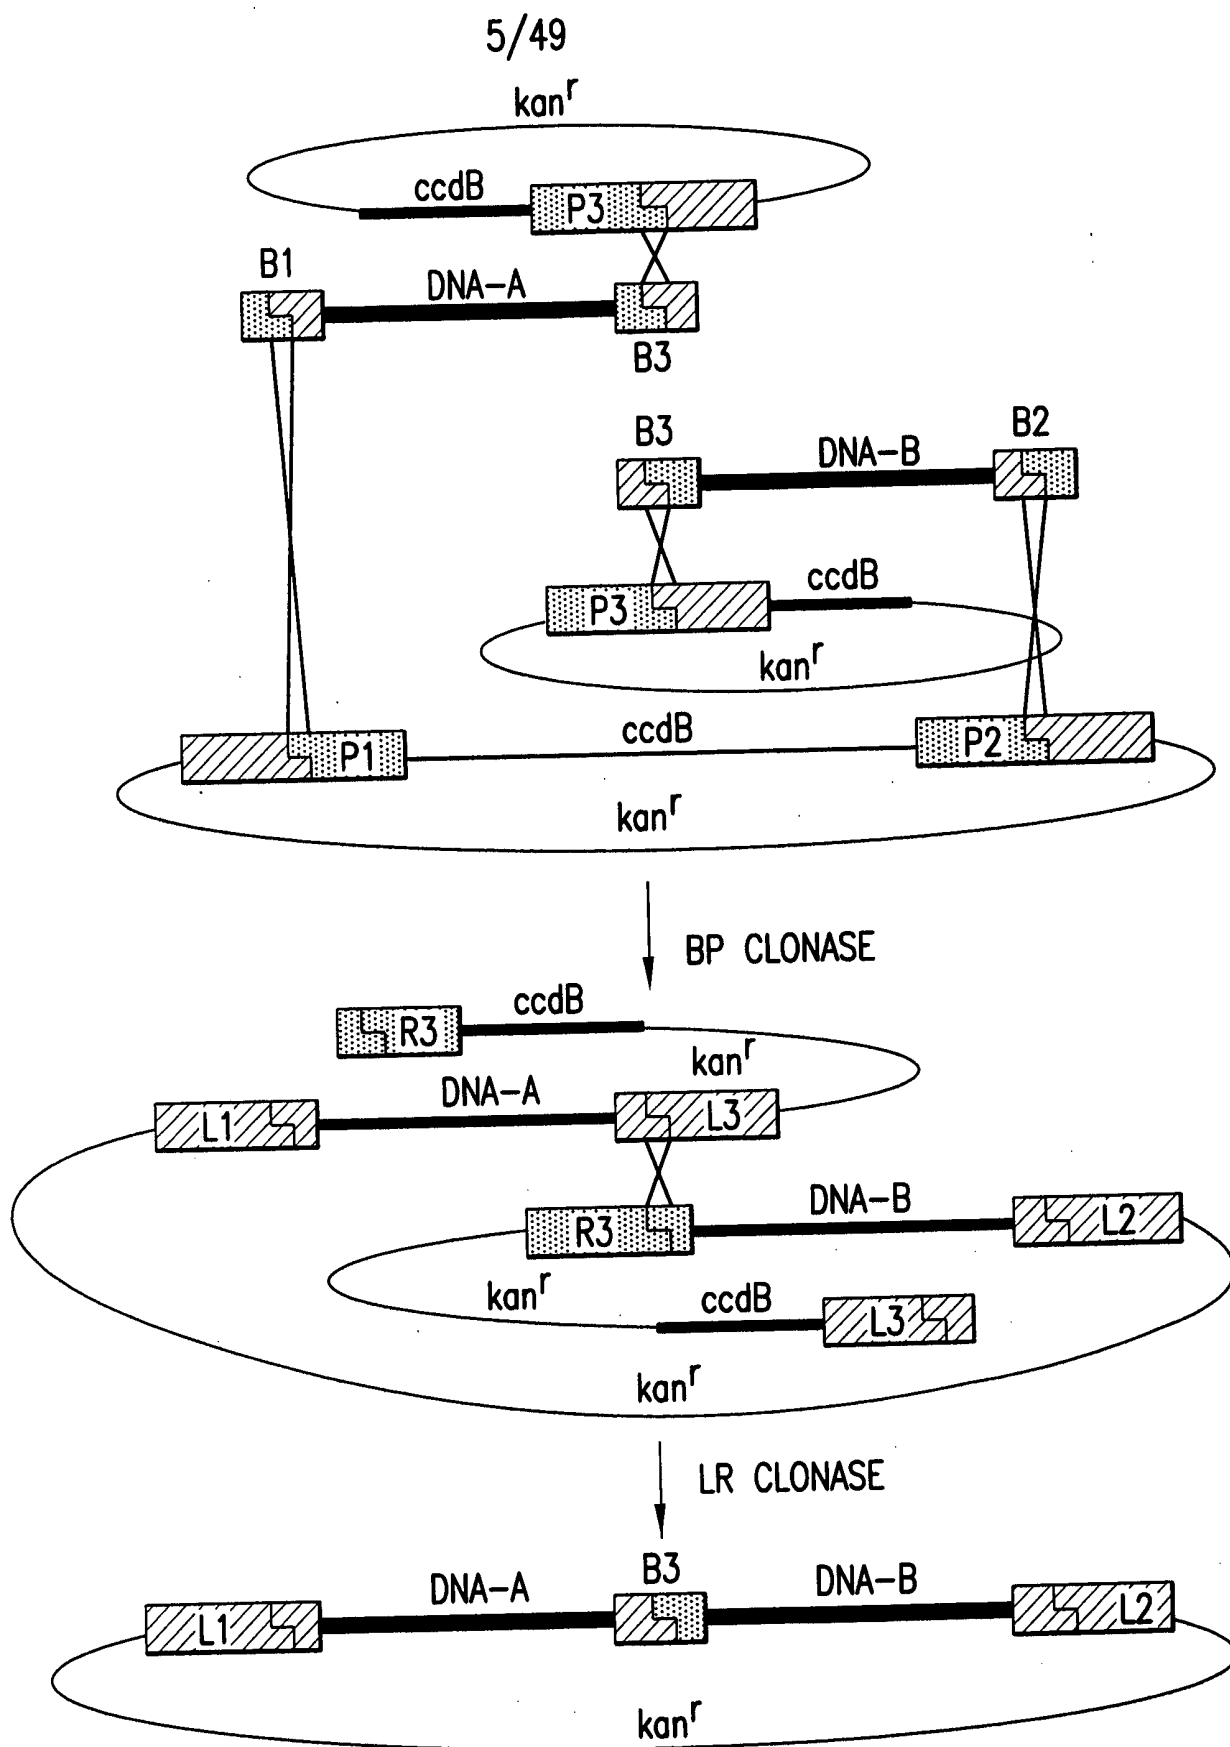 5/49
kanʳ
ccdB
P3
B1
DNA-A
B3
B3
DNA-B
B2
P3
ccdB
kanʳ
P1
ccdB
P2
kanʳ
BP CLONASE
R3
ccdB
kanʳ
L1
DNA-A
L3
R3
DNA-B
L2
kanʳ
ccdB
L3
kanʳ
LR CLONASE
L1
DNA-A
B3
DNA-B
L2
kanʳ